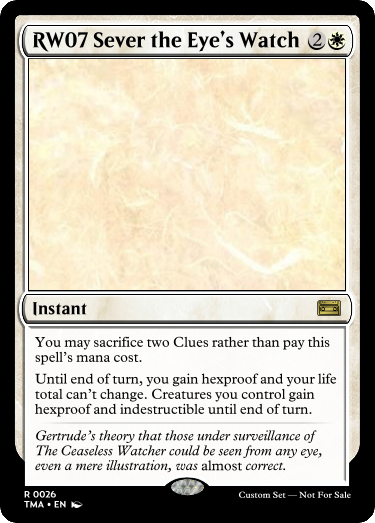 RW07 Sever the Eye's Watch 2
Instant
You may sacrifice two Clues rather than pay this
spell's mana cost.
Until end of turn, you gain hexproof and your life
total can't change. Creatures you control gain
hexproof and indestructible until end of turn.
Gertrude's theory that those under surveillance of
The Ceaseless Watcher could be seen from any eye,
even a mere illustration, was almost correct.
R 0026
TMA • EN
Custom Set — Not For Sale